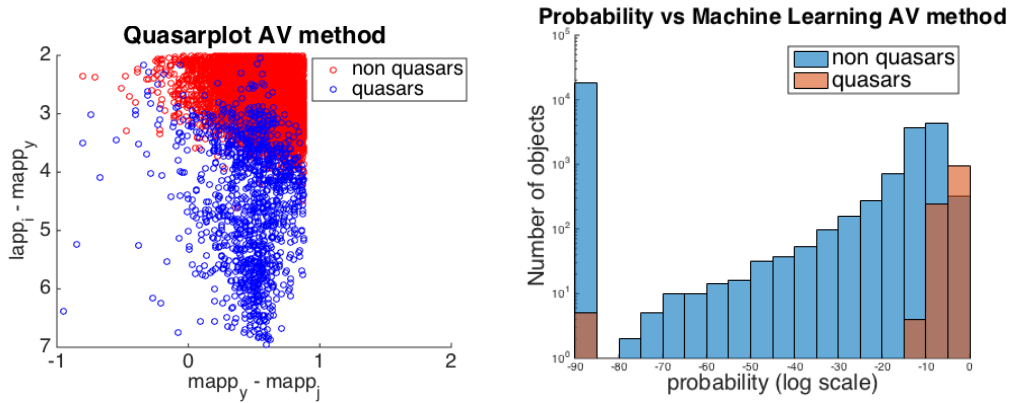 Quasarplot AV method
non quasars
quasars
2
3
4
5
6
7
-1
0
1
2
Iapp_i - mapp_y
mapp_y - mapp_j
Probability vs Machine Learning AV method
non quasars
quasars
10^5
10^4
10^3
10^2
10^1
10^0
-90
-80
-70
-60
-50
-40
-30
-20
-10
0
Number of objects
probability (log scale)